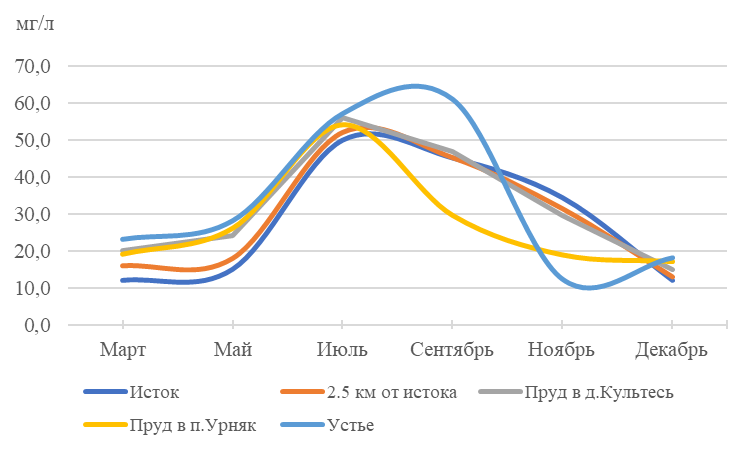 мг/л
70,0
60,0
50,0
40,0
30,0
20,0
10,0
0,0
Март Май Июль Сентябрь Ноябрь Декабрь
Исток 2.5 км от истока Пруд в д.Культесь
Пруд в п.Урняк Устье